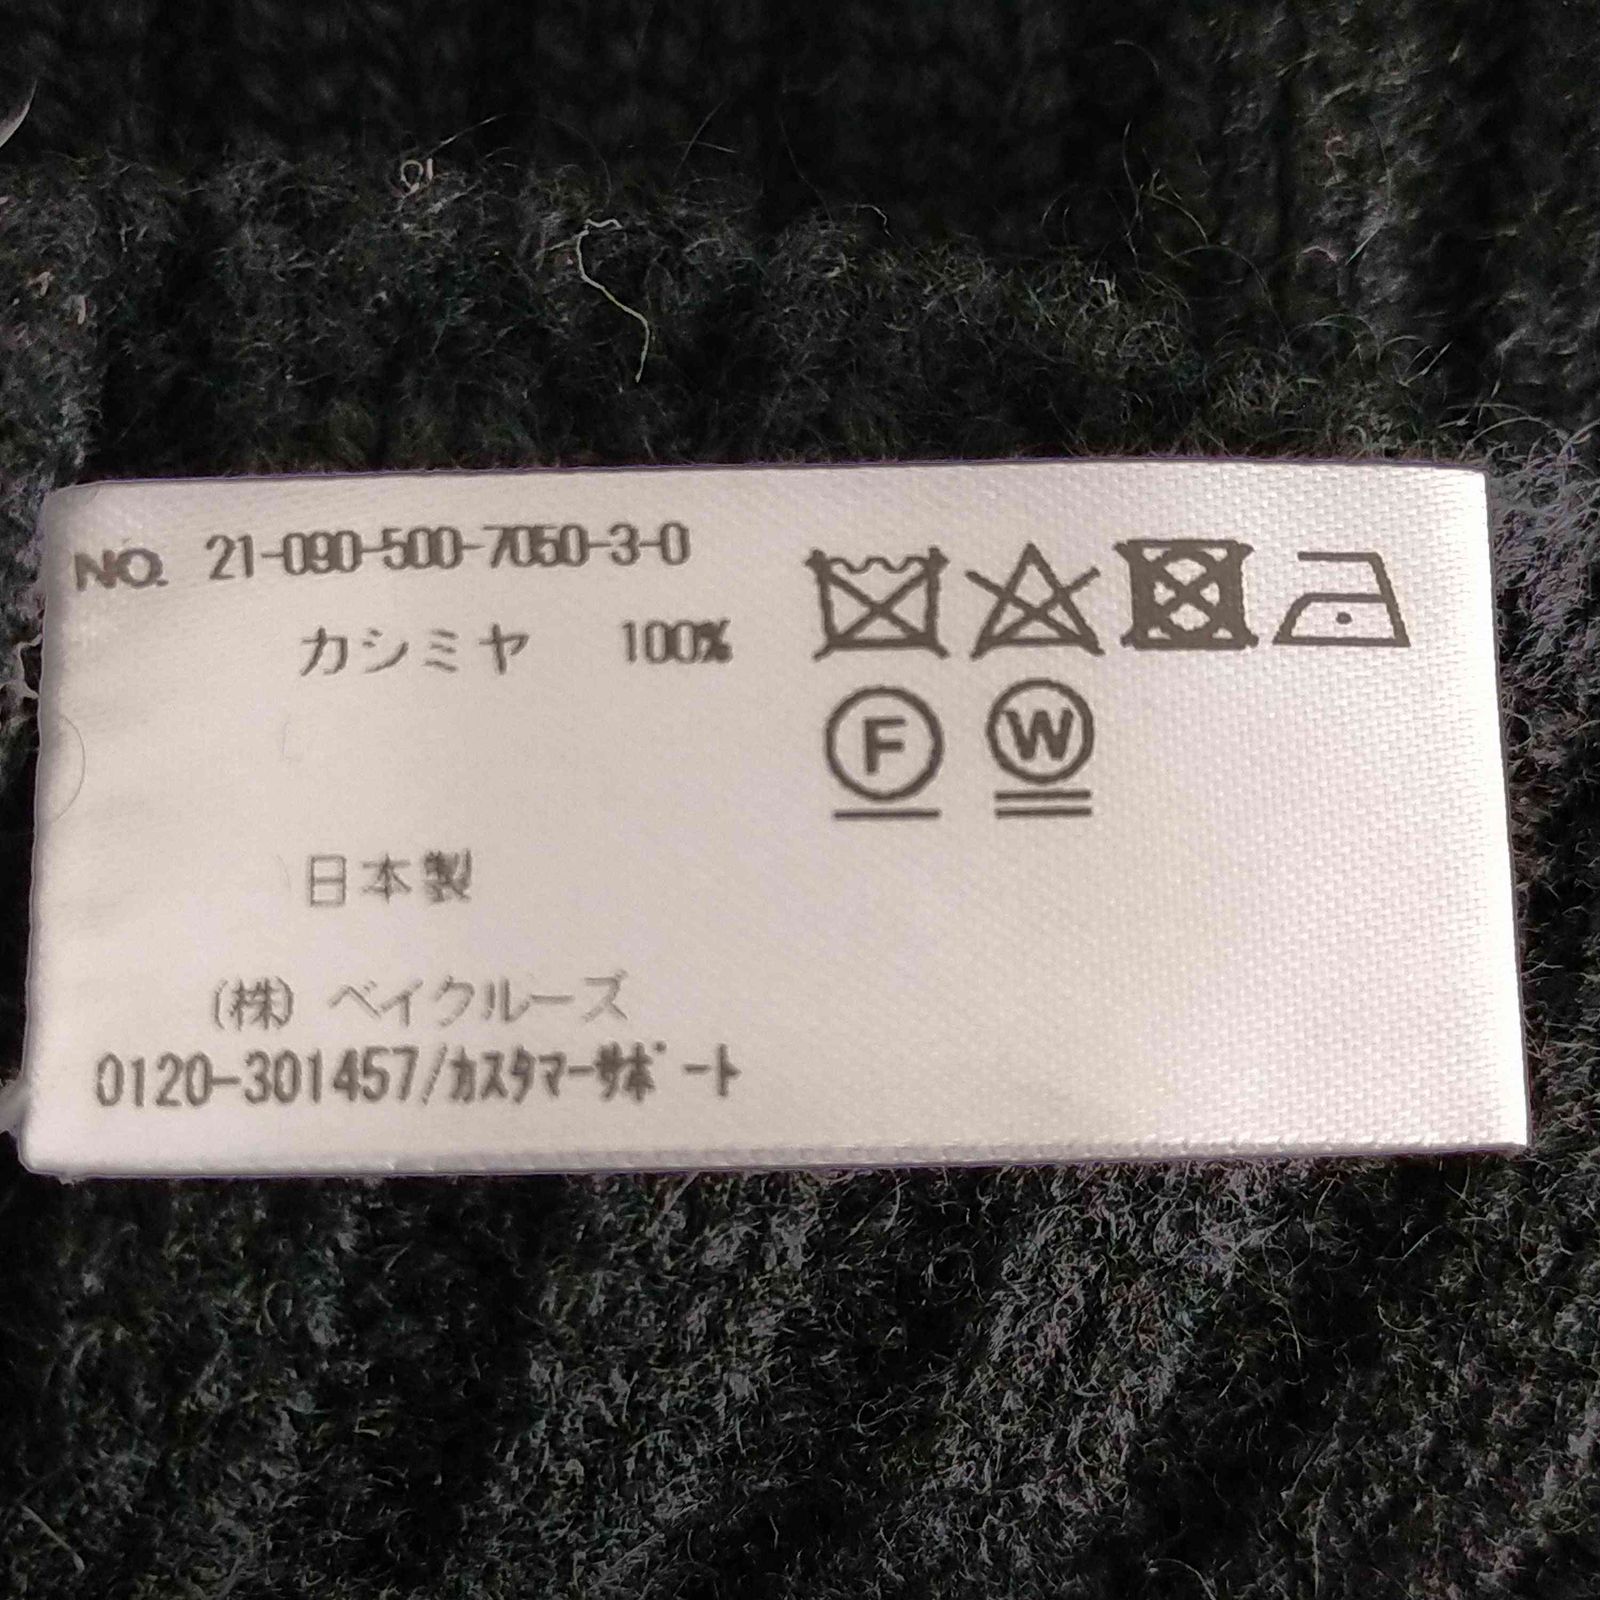 NO. 21-090-500-7050-3-0
カシミヤ 100%
F W
日本製
(株) ベイクルーズ
0120-301457/カスタマーサポート